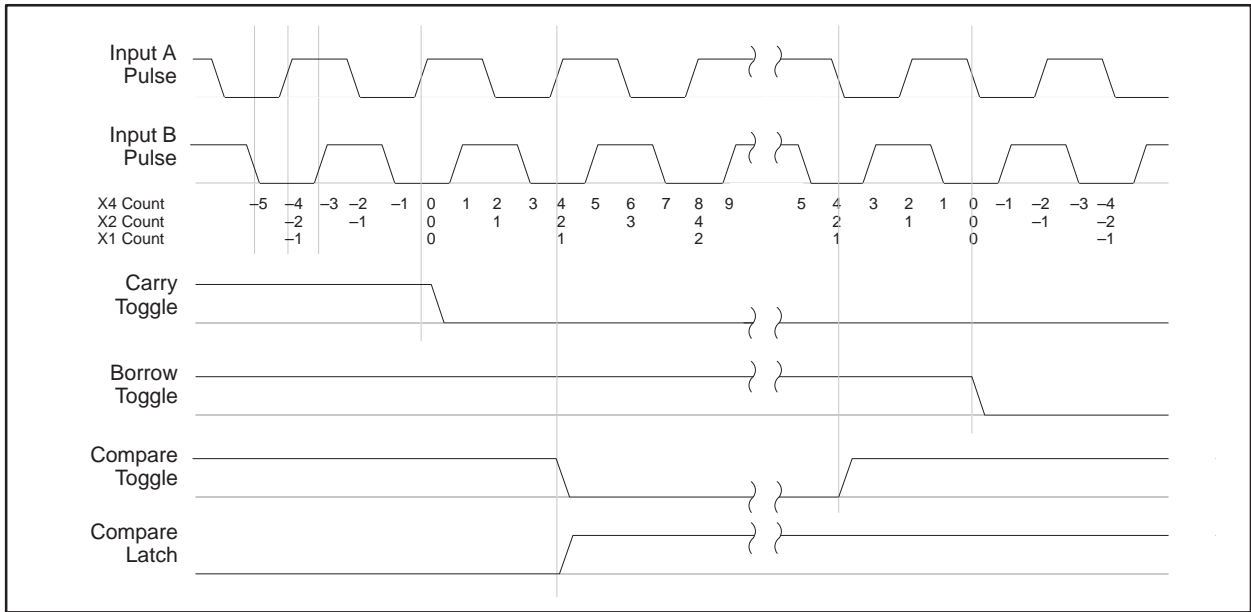 Input A
Pulse
Input B
Pulse
X4 Count –5 –4 –3 –2 –1 0 1 2 3 4 5 6 7 8 9 5 4 3 2 1 0 –1 –2 –3 –4
X2 Count –2 –1 0 1 2 3 4 2 1 0 –1 –2
X1 Count –1 0 1 2 1 0 –1
Carry
Toggle
Borrow
Toggle
Compare
Toggle
Compare
Latch